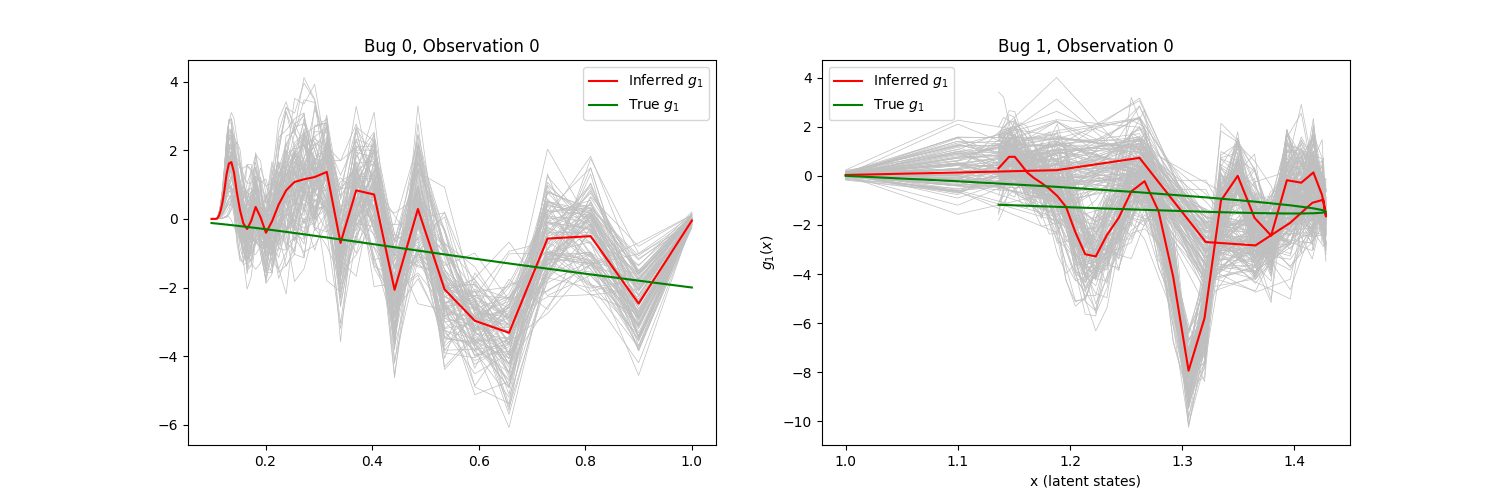 Bug 0, Observation 0
Inferred g₁
True g₁
4
2
0
−2
−4
−6
0.2 0.4 0.6 0.8 1.0
Bug 1, Observation 0
Inferred g₁
True g₁
g₁(x)
4
2
0
−2
−4
−6
−8
−10
1.0 1.1 1.2 1.3 1.4
x (latent states)